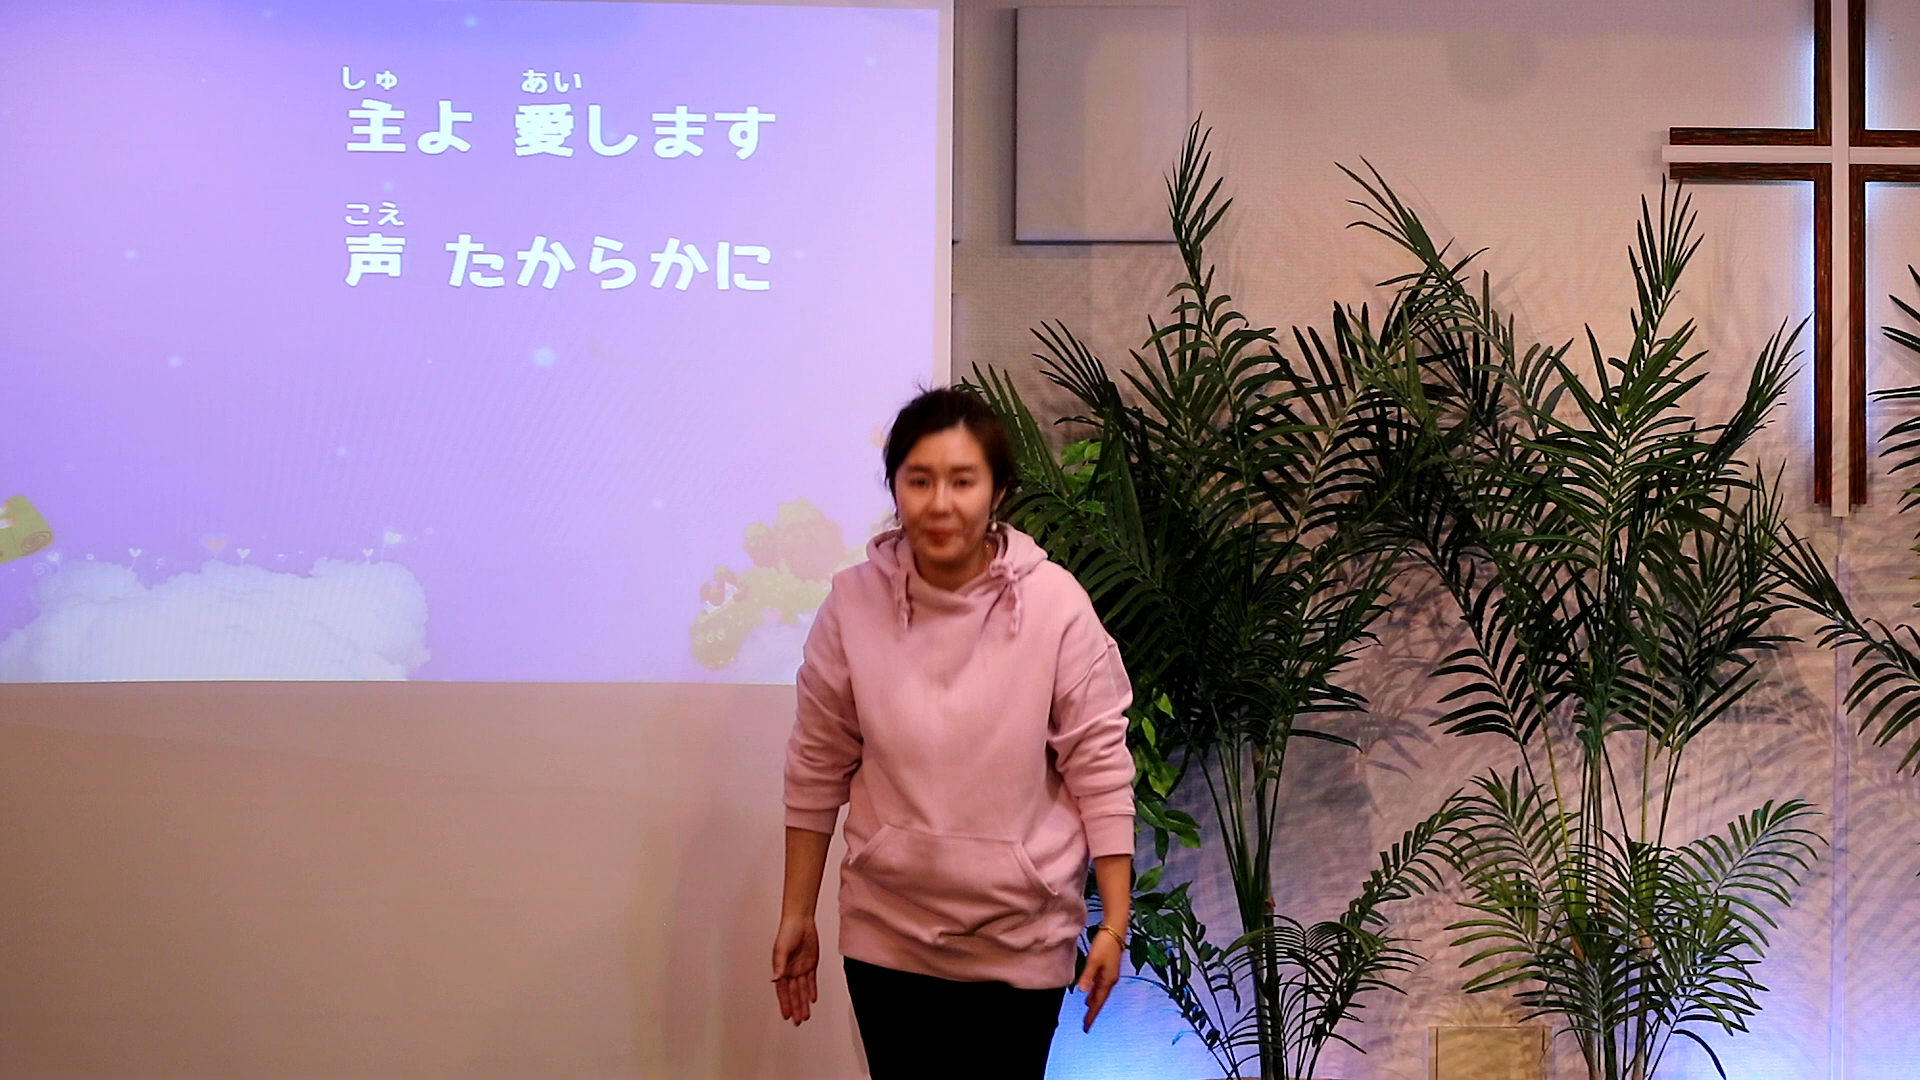 しゅ あい
主よ 愛します
こえ
声 たからかに